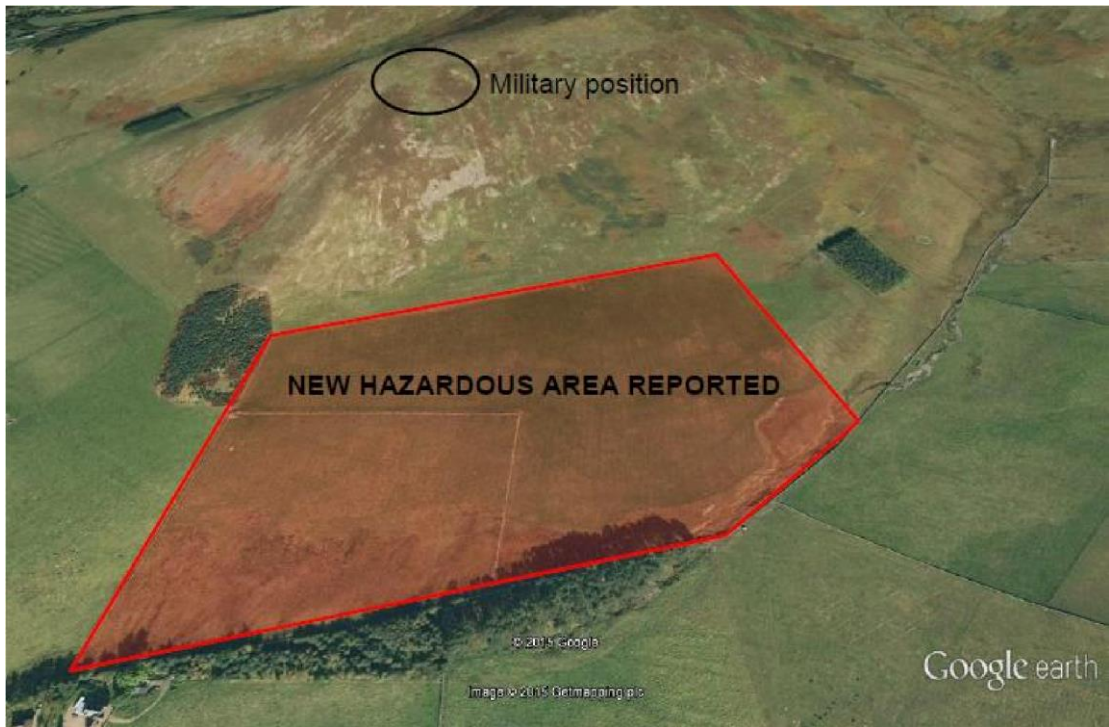 Military position
NEW HAZARDOUS AREA REPORTED
© 2015 Google
Google earth
Image © 2015 Getmapping plc